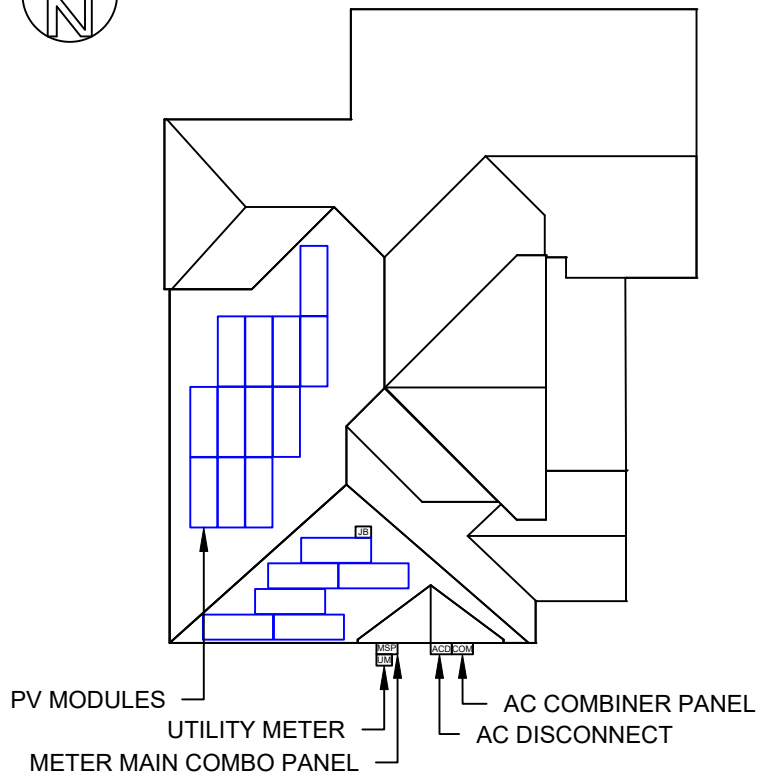 N
JB
MSP
UM
ACD COM
PV MODULES
AC COMBINER PANEL
UTILITY METER
AC DISCONNECT
METER MAIN COMBO PANEL